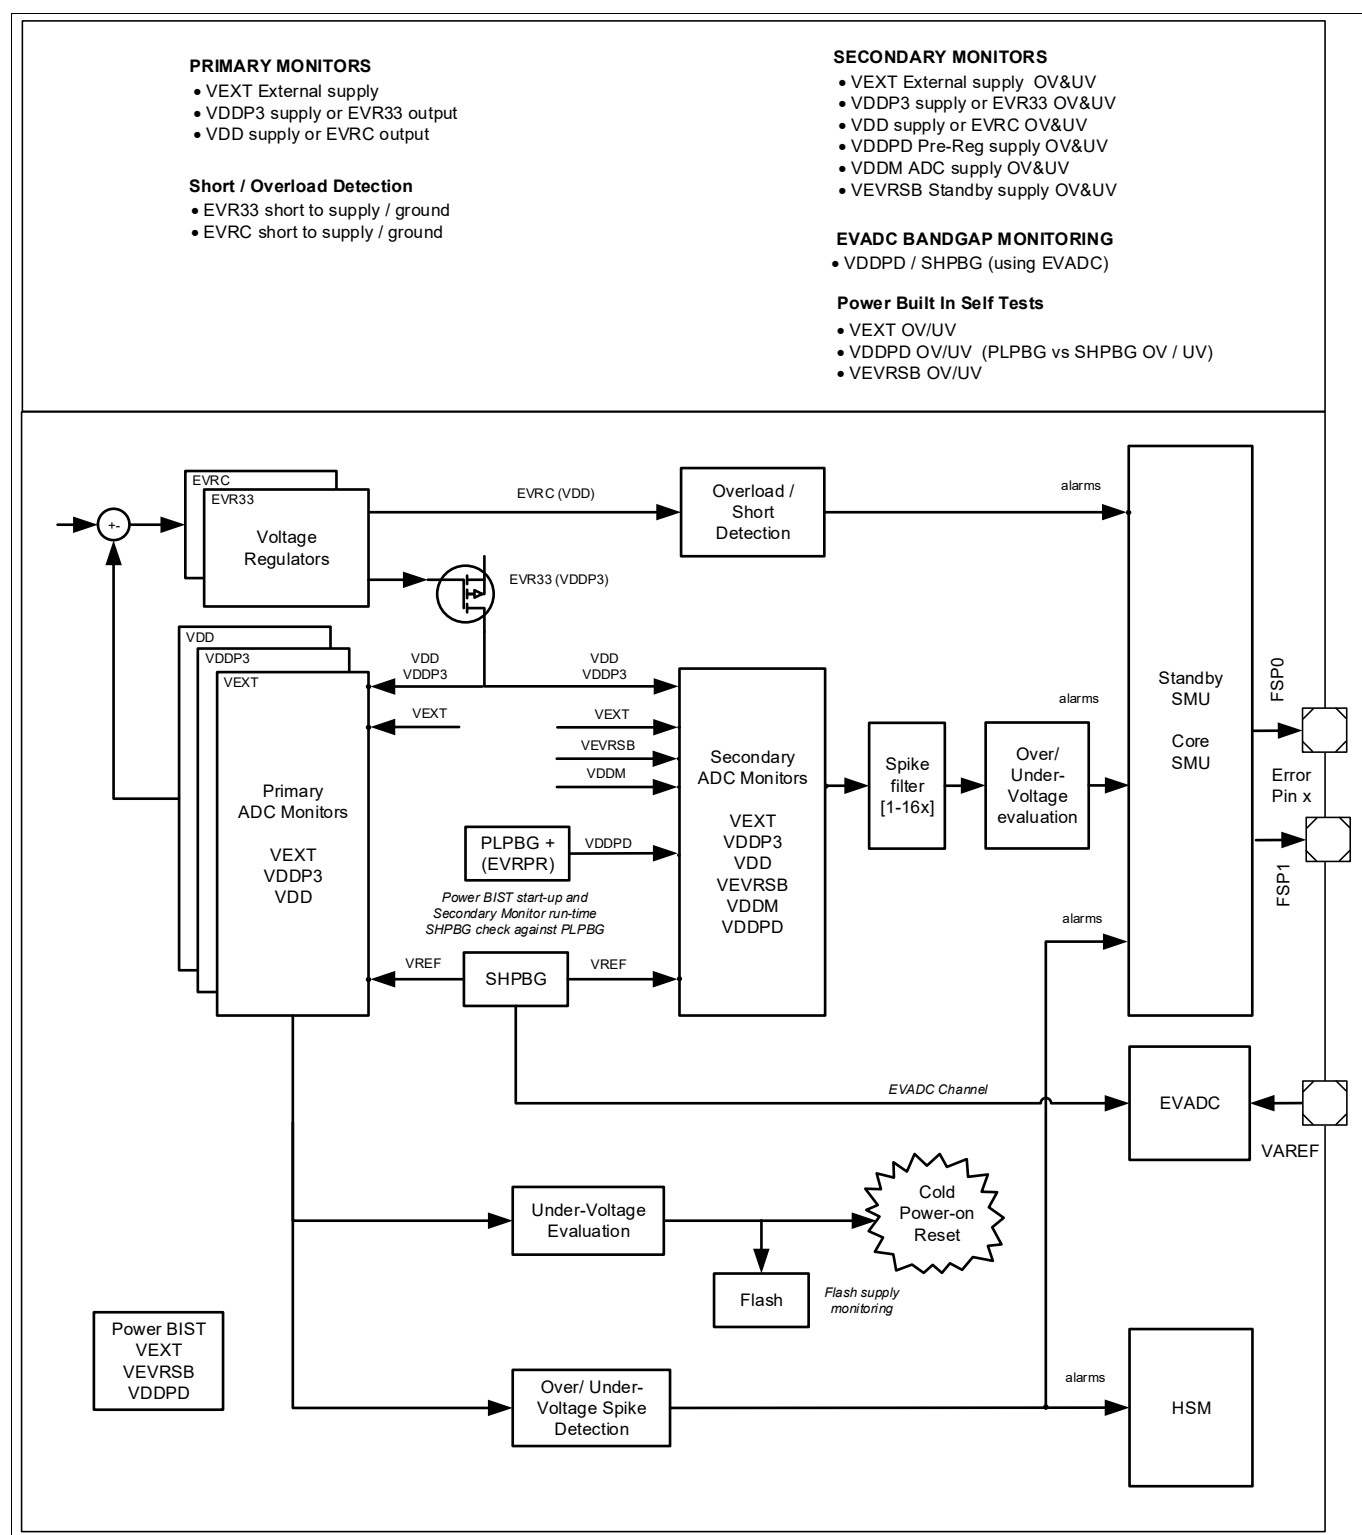 PRIMARY MONITORS
• VEXT External supply
• VDDP3 supply or EVR33 output
• VDD supply or EVRC output
Short / Overload Detection
• EVR33 short to supply / ground
• EVRC short to supply / ground
SECONDARY MONITORS
• VEXT External supply OV&UV
• VDDP3 supply or EVR33 OV&UV
• VDD supply or EVRC OV&UV
• VDDPD Pre-Reg supply OV&UV
• VDDM ADC supply OV&UV
• VEVRSB Standby supply OV&UV
EVADC BANDGAP MONITORING
• VDDPD / SHPBG (using EVADC)
Power Built In Self Tests
• VEXT OV/UV
• VDDPD OV/UV (PLPBG vs SHPBG OV / UV)
• VEVRSB OV/UV
+-
EVRC
EVR33
Voltage
Regulators
EVRC (VDD)
Overload /
Short
Detection
alarms
EVR33 (VDDP3)
VDD
VDDP3
VEXT
Primary
ADC Monitors
VEXT
VDDP3
VDD
VDD
VDDP3
VEXT
VDD
VDDP3
VEXT
VEVRSB
VDDM
PLPBG +
(EVRPR)
VDDPD
Power BIST start-up and
Secondary Monitor run-time
SHPBG check against PLPBG
VREF
SHPBG
VREF
Secondary
ADC Monitors
VEXT
VDDP3
VDD
VEVRSB
VDDM
VDDPD
Spike
filter
[1-16x]
Over/
Under-
Voltage
evaluation
alarms
alarms
Standby
SMU
Core
SMU
FSP0
Error
Pin x
FSP1
EVADC Channel
EVADC
VAREF
Under-Voltage
Evaluation
Cold
Power-on
Reset
Flash
Flash supply
monitoring
Power BIST
VEXT
VEVRSB
VDDPD
Over/ Under-
Voltage Spike
Detection
alarms
HSM